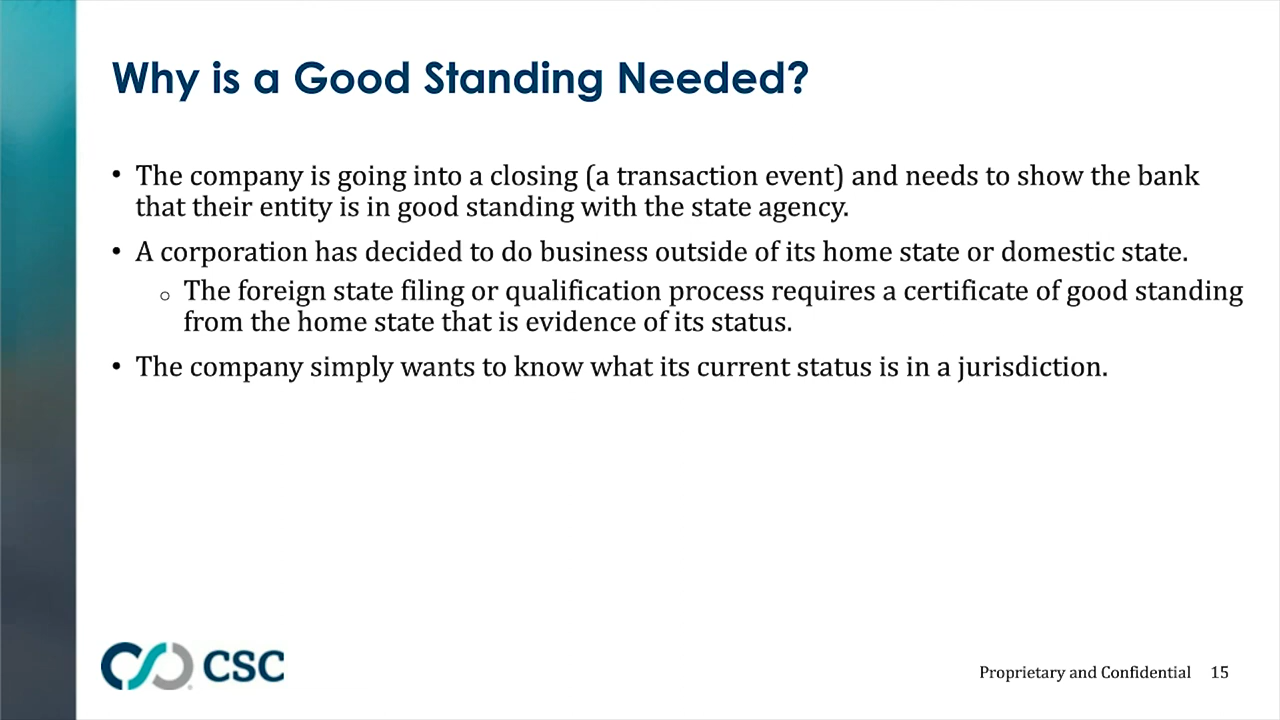 Why is a Good Standing Needed?
• The company is going into a closing (a transaction event) and needs to show the bank
that their entity is in good standing with the state agency.
• A corporation has decided to do business outside of its home state or domestic state.
o The foreign state filing or qualification process requires a certificate of good standing
from the home state that is evidence of its status.
• The company simply wants to know what its current status is in a jurisdiction.
CSC
Proprietary and Confidential 15